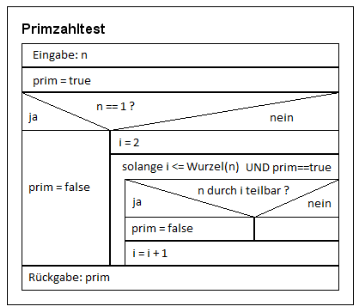 Primzahltest
Eingabe: n
prim = true
n == 1 ?
ja
nein
i = 2
solange i <= Wurzel(n) UND prim==true
prim = false
n durch i teilbar ?
ja
nein
prim = false
i = i + 1
Rückgabe: prim